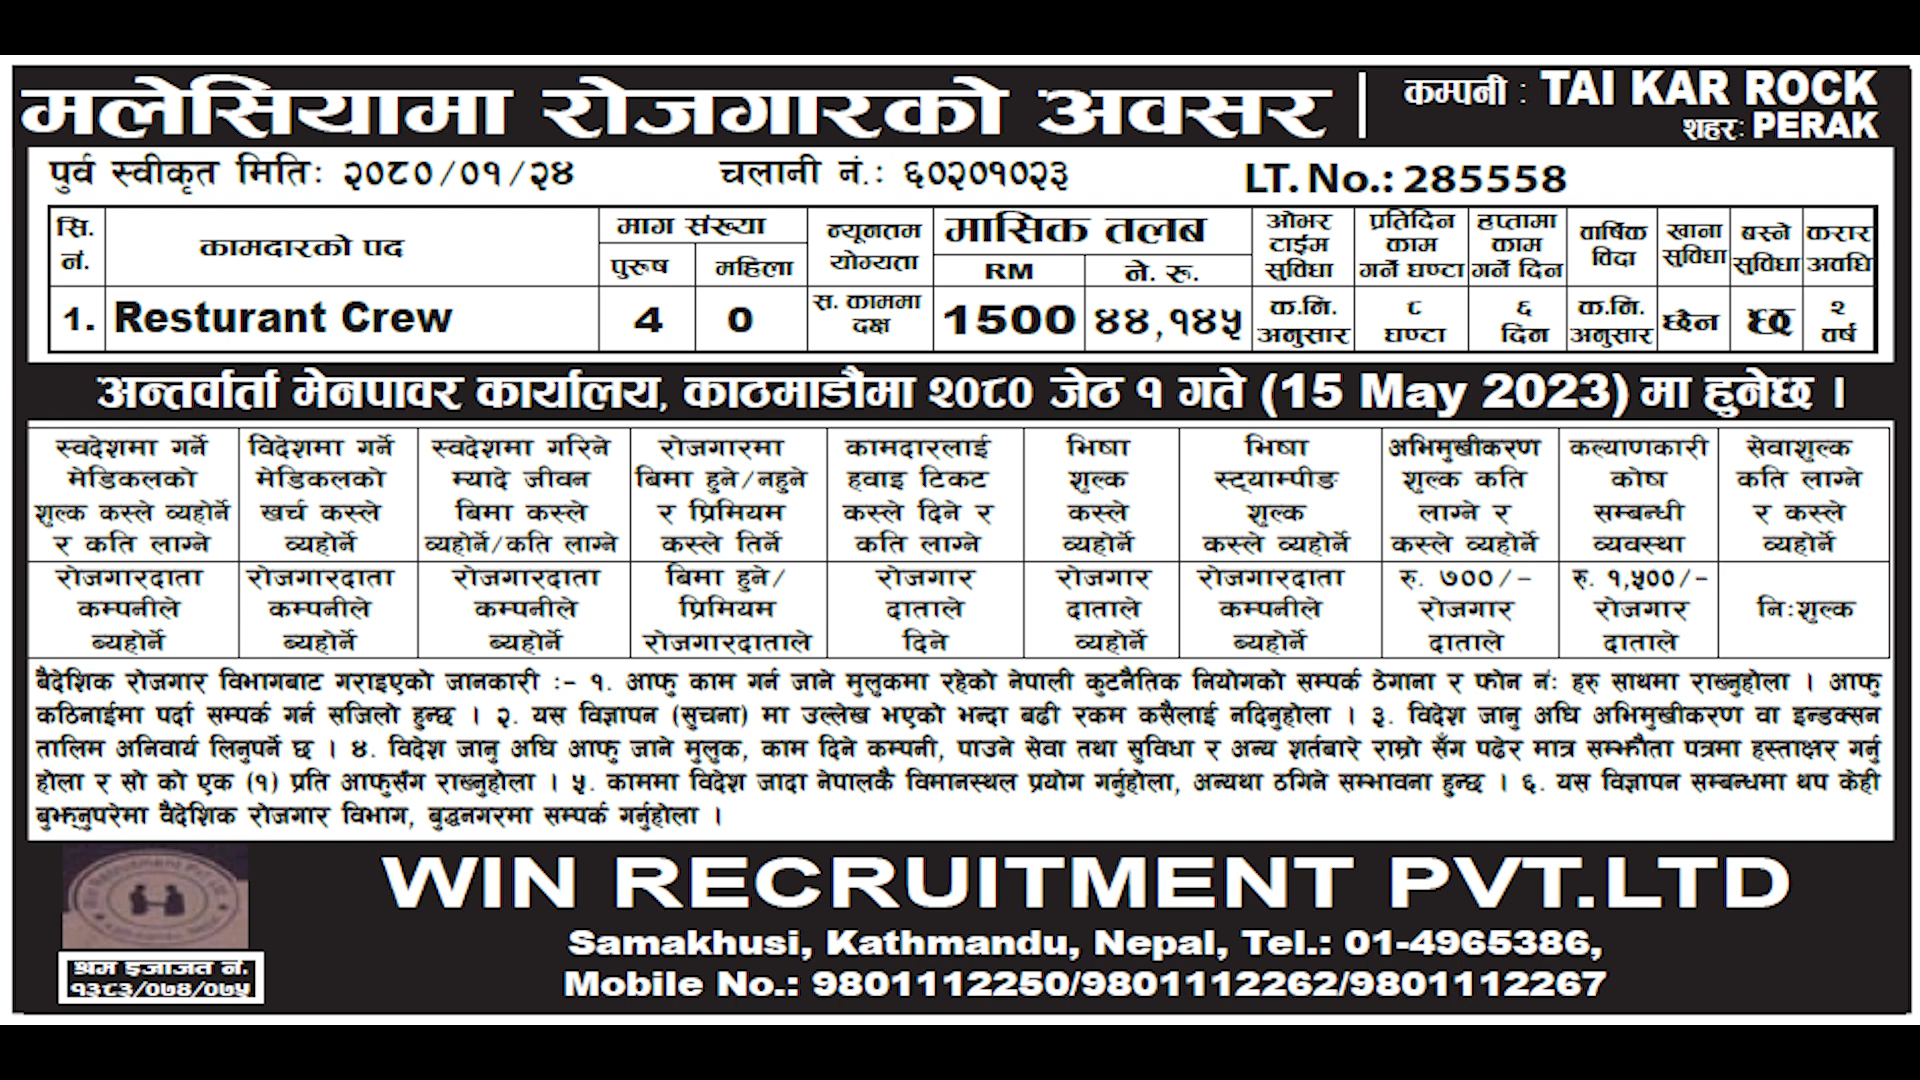 मलेसियामा रोजगारको अवसर
कम्पनी : TAI KAR ROCK
शहर: PERAK
पुर्व स्वीकृत मिति: २०८०/०१/२४ चलानी नं.: ६०२०१०२३ LT. No.: 285558
सि. नं. कामदारको पद माग संख्या पुरूष महिला न्यूनतम योग्यता मासिक तलब RM ने. रु. ओभर टाईम सुविधा प्रतिदिन काम गर्ने घण्टा हप्तामा काम गर्ने दिन वार्षिक विदा खाना सुविधा बस्ने सुविधा करार अवधि
1. Resturant Crew 4 0 स. काममा दक्ष 1500 ४४,१४५ क.नि. अनुसार ८ घण्टा ६ दिन क.नि. अनुसार छैन छ २ वर्ष
अन्तर्वार्ता मेनपावर कार्यालय, काठमाडौंमा २०८० जेठ १ गते (15 May 2023) मा हुनेछ ।
स्वदेशमा गर्ने मेडिकलको शुल्क कस्ले व्यहोर्ने र कति लाग्ने विदेशमा गर्ने मेडिकलको खर्च कस्ले व्यहोर्ने स्वदेशमा गरिने म्यादे जीवन बिमा कस्ले व्यहोर्ने/कति लाग्ने रोजगारमा बिमा हुने/नहुने र प्रिमियम कस्ले तिर्ने कामदारलाई हवाइ टिकट कस्ले दिने र कति लाग्ने भिषा शुल्क कस्ले व्यहोर्ने भिषा स्ट्याम्पीङ शुल्क कस्ले व्यहोर्ने अभिमुखीकरण शुल्क कति लाग्ने र कस्ले व्यहोर्ने कल्याणकारी कोष सम्बन्धी व्यवस्था सेवाशुल्क कति लाग्ने र कस्ले व्यहोर्ने
रोजगारदाता कम्पनीले ब्यहोर्ने रोजगारदाता कम्पनीले ब्यहोर्ने रोजगारदाता कम्पनीले ब्यहोर्ने बिमा हुने/ प्रिमियम रोजगारदाताले रोजगार दाताले दिने रोजगार दाताले व्यहोर्ने रोजगारदाता कम्पनीले ब्यहोर्ने रु. ७००/- रोजगार दाताले रु. १,५००/- रोजगार दाताले निःशुल्क
बैदेशिक रोजगार विभागबाट गराइएको जानकारी :- १. आफु काम गर्न जाने मुलुकमा रहेको नेपाली कुटनैतिक नियोगको सम्पर्क ठेगाना र फोन नं: हरु साथमा राख्नुहोला । आफु
कठिनाईमा पर्दा सम्पर्क गर्न सजिलो हुन्छ । २. यस विज्ञापन (सुचना) मा उल्लेख भएको भन्दा बढी रकम कसैलाई नदिनुहोला । ३. विदेश जानु अघि अभिमुखीकरण वा इन्डक्सन
तालिम अनिवार्य लिनुपर्ने छ । ४. विदेश जानु अघि आफु जाने मुलुक, काम दिने कम्पनी, पाउने सेवा तथा सुविधा र अन्य शर्तबारे राम्रो सँग पढेर मात्र सम्झौता पत्रमा हस्ताक्षर गर्नु
होला र सो को एक (१) प्रति आफुसँग राख्नुहोला । ५. काममा विदेश जादा नेपालकै विमानस्थल प्रयोग गर्नुहोला, अन्यथा ठगिने सम्भावना हुन्छ । ६. यस विज्ञापन सम्बन्धमा थप केही
बुझ्नुपरेमा वैदेशिक रोजगार विभाग, बुद्धनगरमा सम्पर्क गर्नुहोला ।
WIN RECRUITMENT PVT.LTD
Samakhusi, Kathmandu, Nepal, Tel.: 01-4965386,
Mobile No.: 9801112250/9801112262/9801112267
श्रम इजाजत नं.
१३८३/०७४/०७५